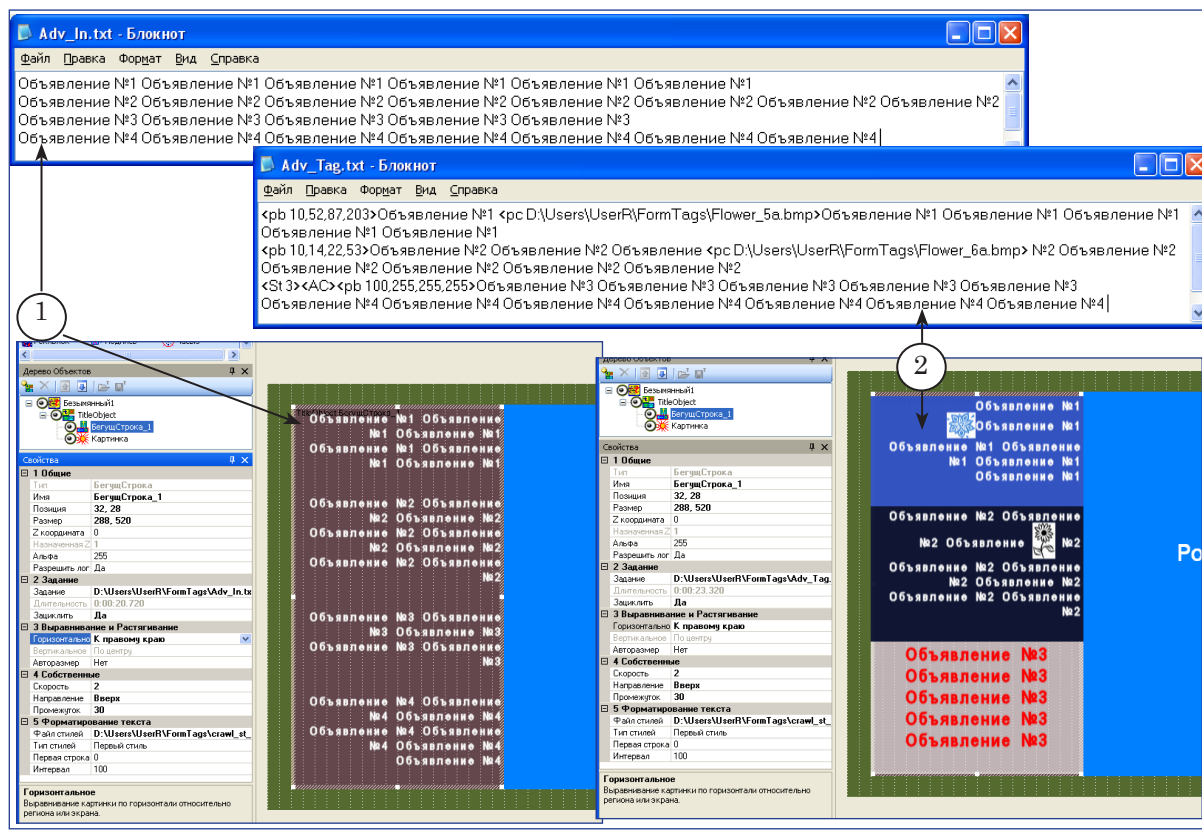 Adv_In.txt - Блокнот
Файл Правка Формат Вид Справка
Объявление №1 Объявление №1 Объявление №1 Объявление №1 Объявление №1 Объявление №1
Объявление №2 Объявление №2 Объявление №2 Объявление №2 Объявление №2 Объявление №2 Объявление №2 Объявление №2
Объявление №3 Объявление №3 Объявление №3 Объявление №3 Объявление №3
Объявление №4 Объявление №4 Объявление №4 Объявление №4 Объявление №4 Объявление №4 Объявление №4
Adv_Tag.txt - Блокнот
Файл Правка Формат Вид Справка
<pb 10,52,87,203>Объявление №1 <pc D:\Users\UserR\FormTags\Flower_5a.bmp>Объявление №1 Объявление №1 Объявление №1
Объявление №1 Объявление №1
<pb 10,14,22,53>Объявление №2 Объявление №2 Объявление <pc D:\Users\UserR\FormTags\Flower_6a.bmp> №2 Объявление №2
Объявление №2 Объявление №2 Объявление №2 Объявление №2
<St 3><AC><pb 100,255,255,255>Объявление №3 Объявление №3 Объявление №3 Объявление №3 Объявление №3
Объявление №4 Объявление №4 Объявление №4 Объявление №4 Объявление №4 Объявление №4 Объявление №4
1
2
Дерево Объектов
Безымянный1
TitleObject
БегущСтрока_1
Картинка
Свойства
1 Общие
Тип БегущСтрока
Имя БегущСтрока_1
Позиция 32, 28
Размер 288, 520
Z координата 0
Назначенная Z 1
Альфа 255
Разрешить лог Да
2 Задание
Задание D:\Users\UserR\FormTags\Adv_In.tx
Длительность 0:00:20.720
Зациклить Да
3 Выравнивание и Растягивание
Горизонтально К правому краю
Вертикальное По центру
Авторазмер Нет
4 Собственные
Скорость 2
Направление Вверх
Промежуток 30
5 Форматирование текста
Файл стилей D:\Users\UserR\FormTags\crawl_st_
Тип стилей Первый стиль
Первая строка 0
Интервал 100
Горизонтальное
Выравнивание картинки по горизонтали относительно
региона или экрана.
TitleObject.БегущСтрока_1
Объявление №1 Объявление
№1 Объявление №1
Объявление №1 Объявление
№1 Объявление №1
Объявление №2 Объявление
№2 Объявление №2
Объявление №2 Объявление
№2 Объявление №2
Объявление №2 Объявление
№2
Объявление №3 Объявление
№3 Объявление №3
Объявление №3 Объявление
№3
Объявление №4 Объявление
№4 Объявление №4
Объявление №4 Объявление
№4 Объявление №4
Объявление №4
Дерево Объектов
Безымянный1
TitleObject
БегущСтрока_1
Картинка
Свойства
1 Общие
Тип БегущСтрока
Имя БегущСтрока_1
Позиция 32, 28
Размер 288, 520
Z координата 0
Назначенная Z 1
Альфа 255
Разрешить лог Да
2 Задание
Задание D:\Users\UserR\FormTags\Adv_Tag.
Длительность 0:00:23.320
Зациклить Да
3 Выравнивание и Растягивание
Горизонтально К правому краю
Вертикальное По центру
Авторазмер Нет
4 Собственные
Скорость 2
Направление Вверх
Промежуток 30
5 Форматирование текста
Файл стилей D:\Users\UserR\FormTags\crawl_st_
Тип стилей Первый стиль
Первая строка 0
Интервал 100
Горизонтальное
Выравнивание картинки по горизонтали относительно
региона или экрана.
Объявление №1
Объявление №1
Объявление №1 Объявление
№1 Объявление №1
Объявление №1
Объявление №2 Объявление
№2 Объявление №2
Объявление №2 Объявление
№2 Объявление №2
Объявление №2 Объявление
№2
Объявление №3
Объявление №3
Объявление №3
Объявление №3
Объявление №3
Ро